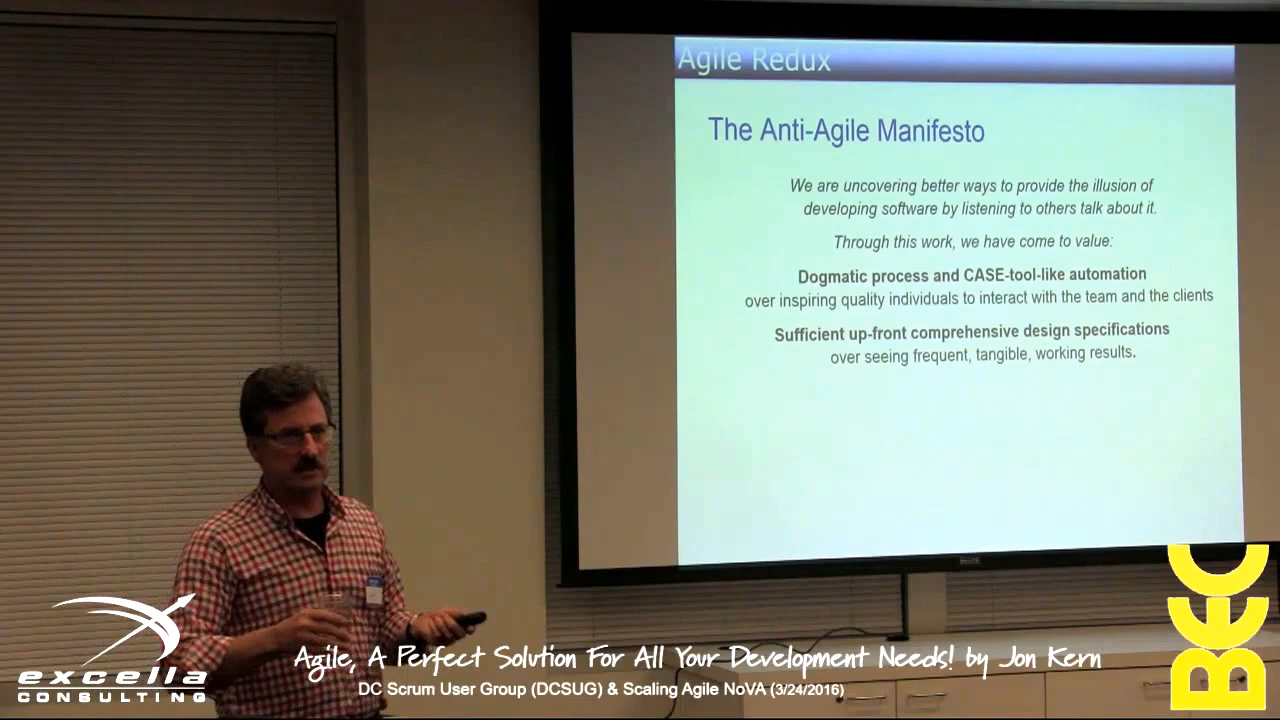 Agile Redux
The Anti-Agile Manifesto
We are uncovering better ways to provide the illusion of
developing software by listening to others talk about it.
Through this work, we have come to value:
Dogmatic process and CASE-tool-like automation
over inspiring quality individuals to interact with the team and the clients
Sufficient up-front comprehensive design specifications
over seeing frequent, tangible, working results.
excella
CONSULTING
Agile, A Perfect Solution For All Your Development Needs! by Jon Kern
DC Scrum User Group (DCSUG) & Scaling Agile NoVA (3/24/2016)